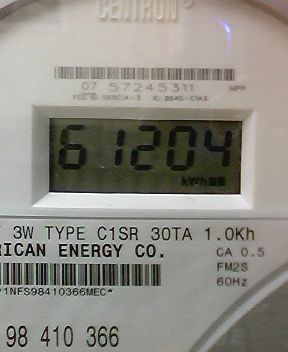 CENTRON
07 57245311
61204
kWh
3W TYPE C1SR 30TA 1.0Kh
RICAN ENERGY CO.
CA 0.5
FM2S
60Hz
*1NFS98410366MEC*
98 410 366